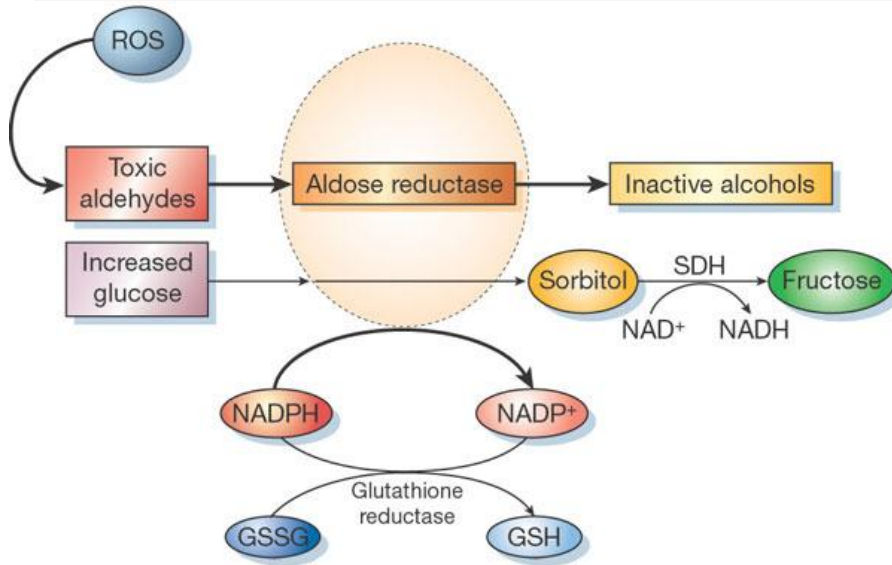 ROS
Toxic
aldehydes
Aldose reductase
Inactive alcohols
Increased
glucose
Sorbitol
SDH
Fructose
NAD⁺
NADH
NADPH
NADP⁺
Glutathione
reductase
GSSG
GSH